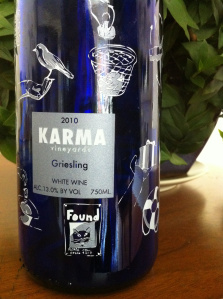 2010
KARMA
vineyards
Griesling
WHITE WINE
ALC. 13.0% BY VOL 750ML
Found